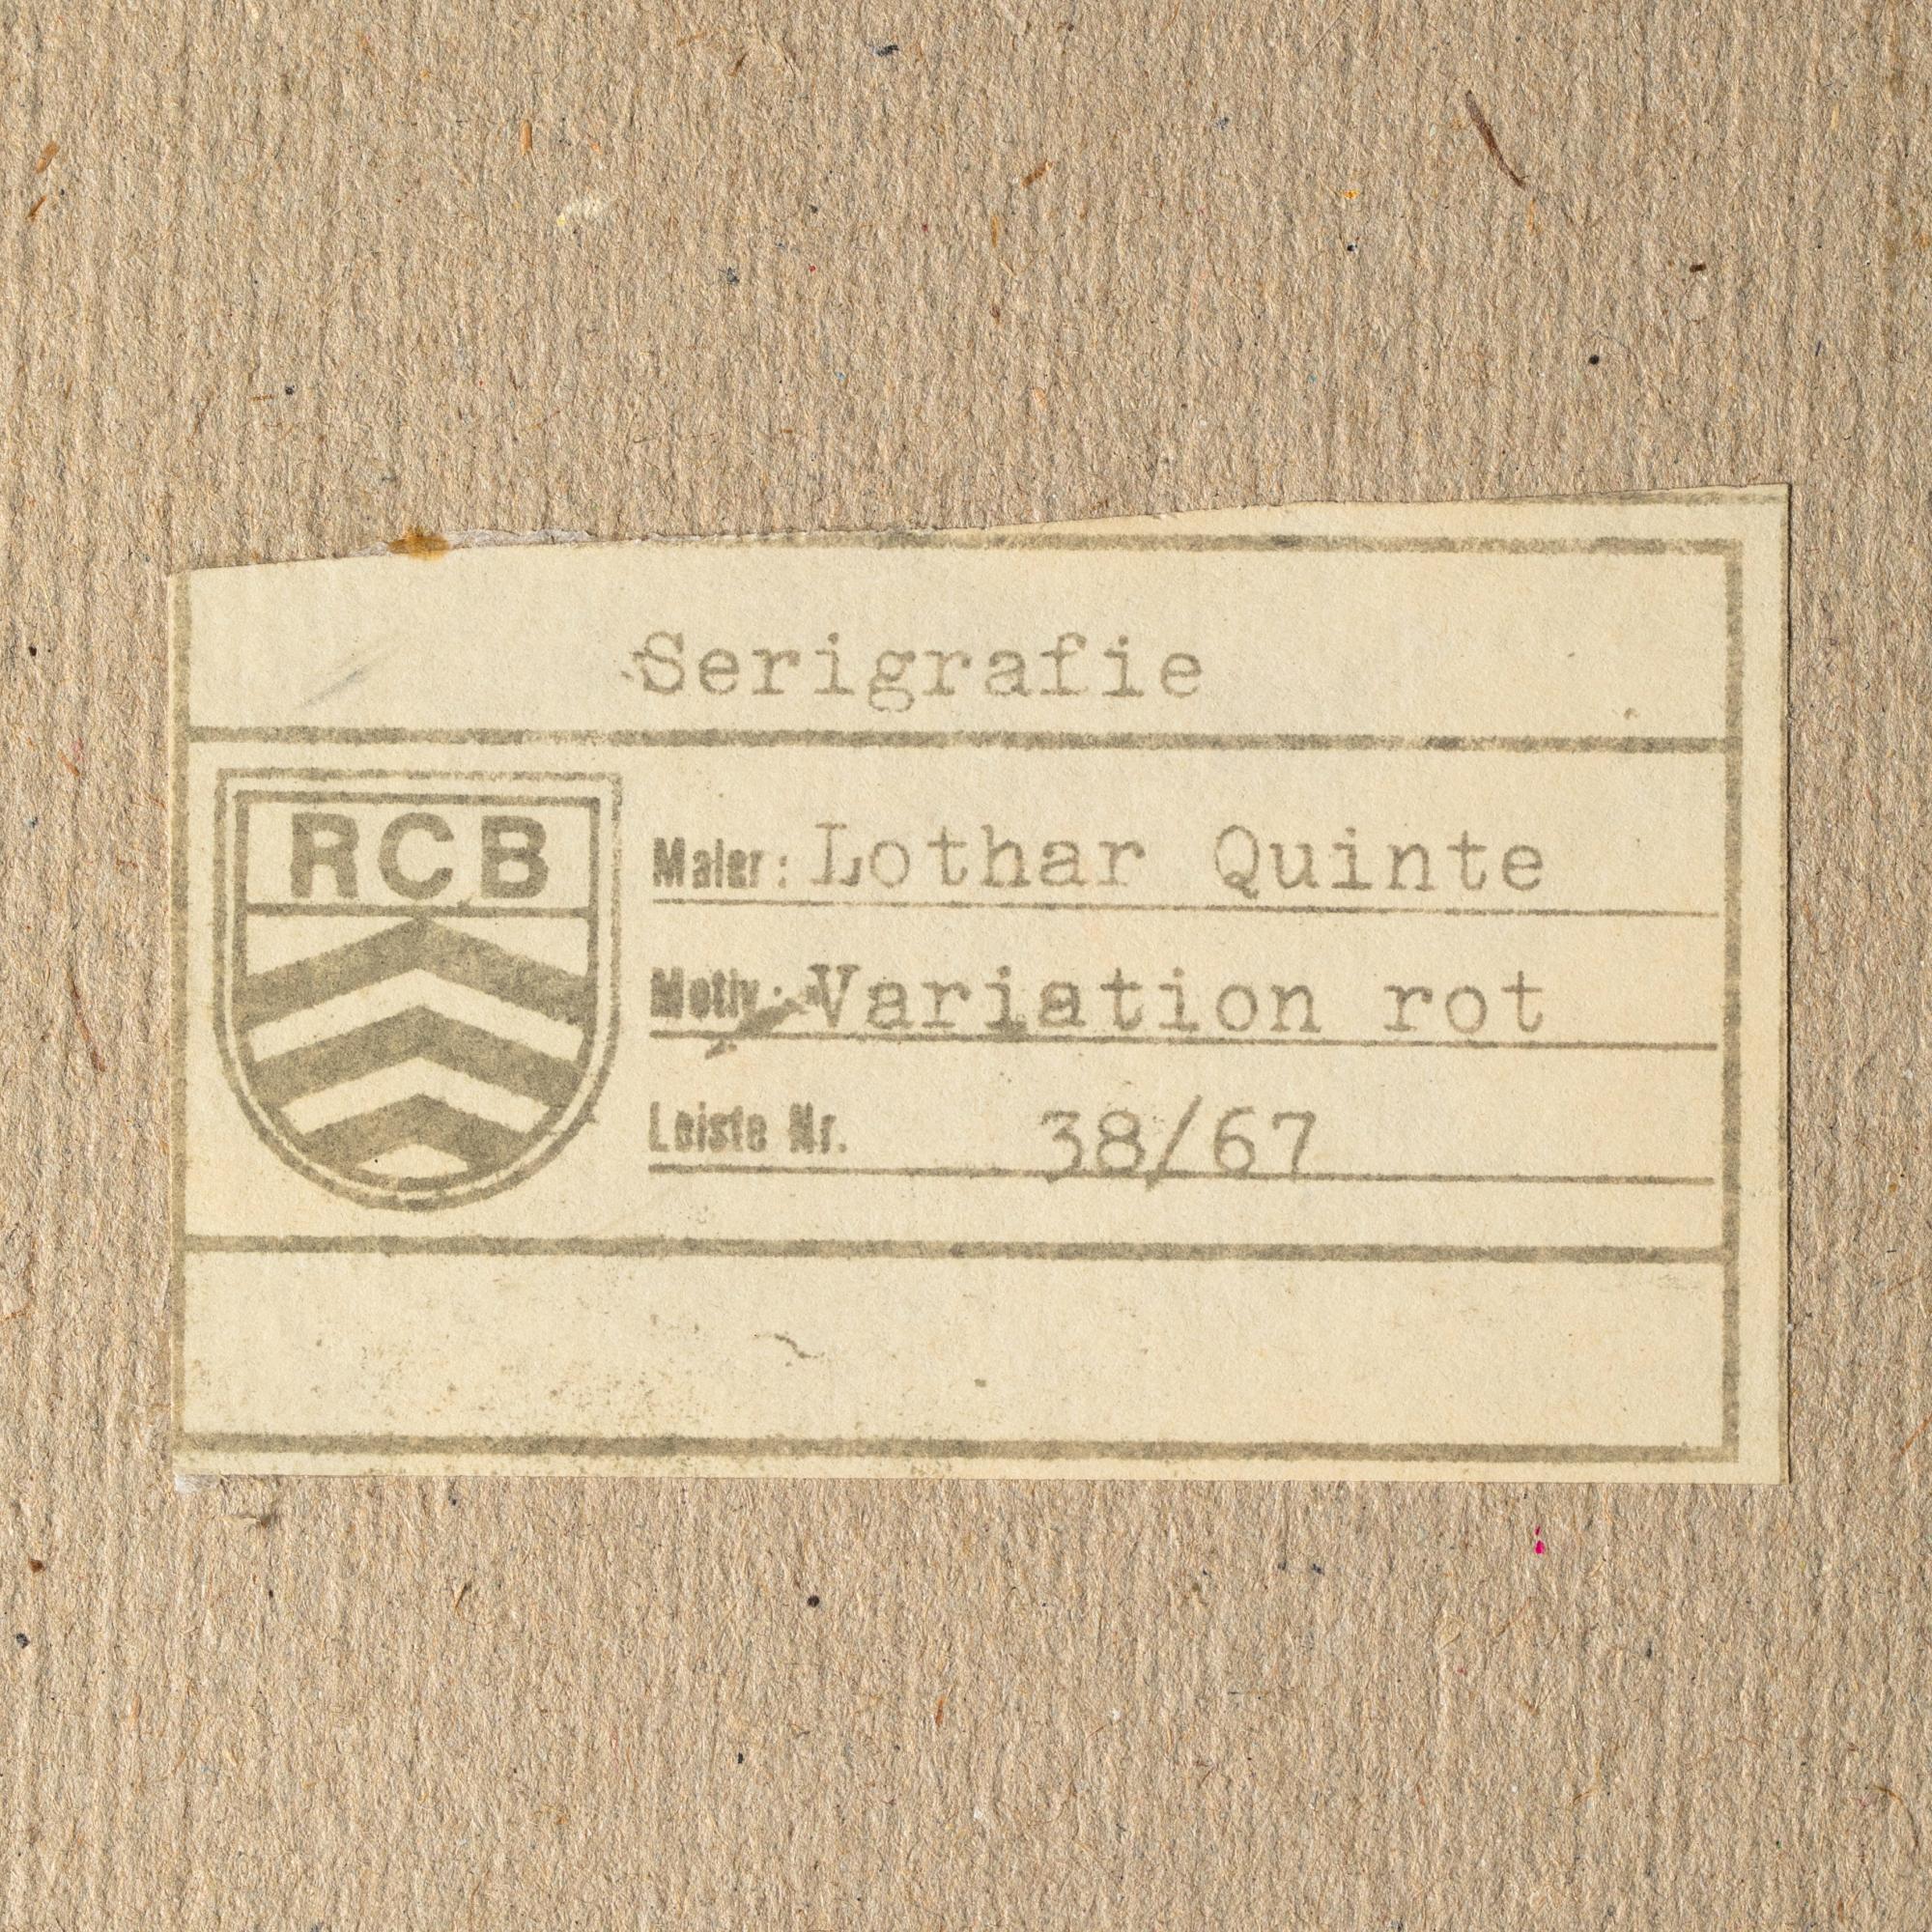 Serigrafie
RCB
Maler: Lothar Quinte
Motiv: Variation rot
Leiste Nr. 38/67